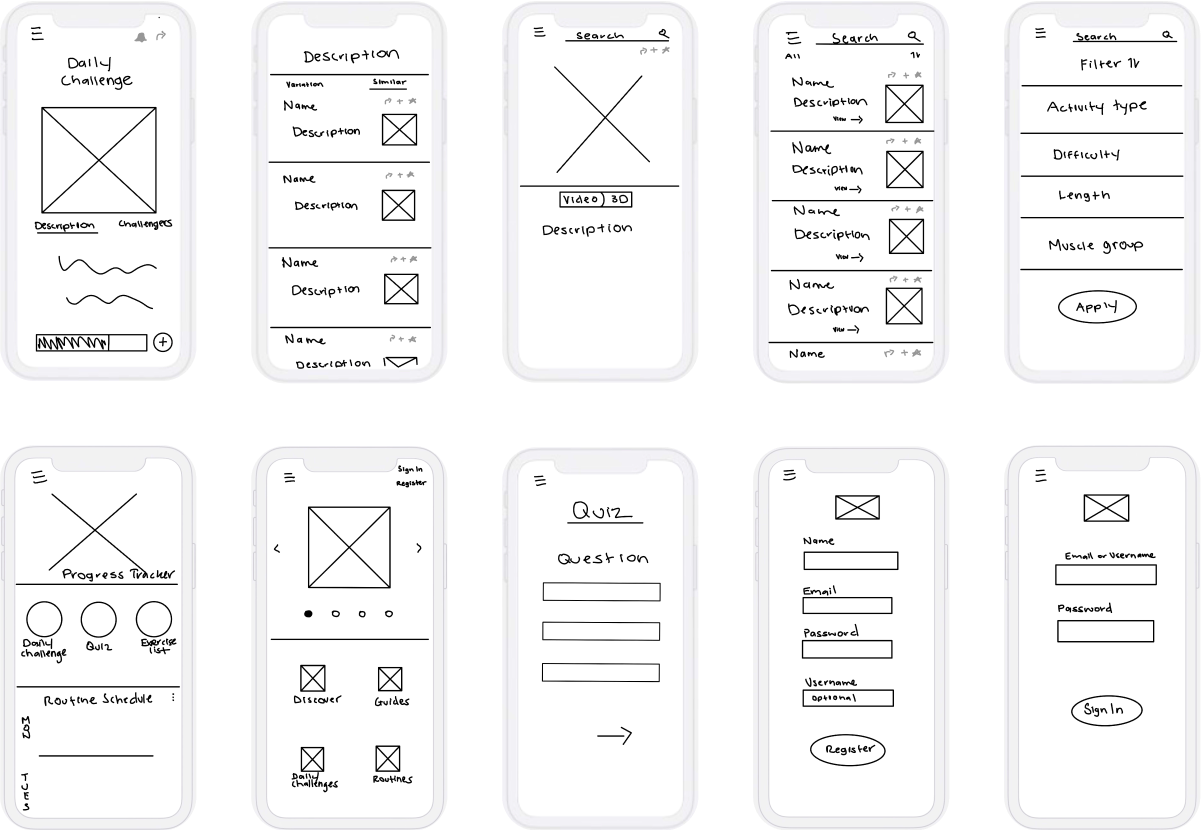 Daily
Challenge
Description
Challengers
Description
Variation
Similar
Name
Description
Name
Description
Name
Description
Name
Description
Search
Video
3D
Description
Search
All
Name
Description
View →
Name
Description
View →
Name
Description
View →
Name
Description
View →
Name
Search
Filter
Activity type
Difficulty
Length
Muscle group
Apply
Progress Tracker
Daily
challenge
Quiz
Exercise
list
Routine Schedule
MON
TUES
Sign In
Register
Discover
Guides
Daily
Challenges
Routines
Quiz
Question
Name
Email
Password
Username
optional
Register
Email or Username
Password
Sign In